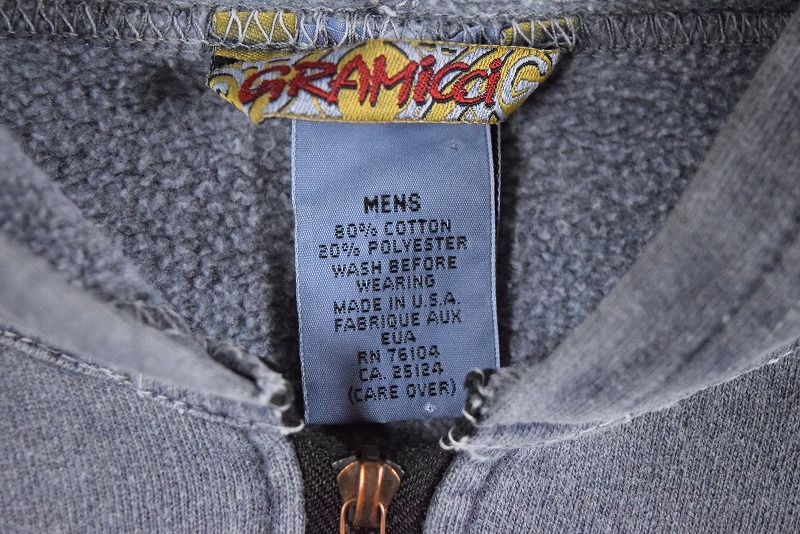 GRAMicci
G
MENS
80% COTTON
20% POLYESTER
WASH BEFORE
WEARING
MADE IN U.S.A.
FABRIQUE AUX
EUA
RN 76104
CA. 25124
(CARE OVER)